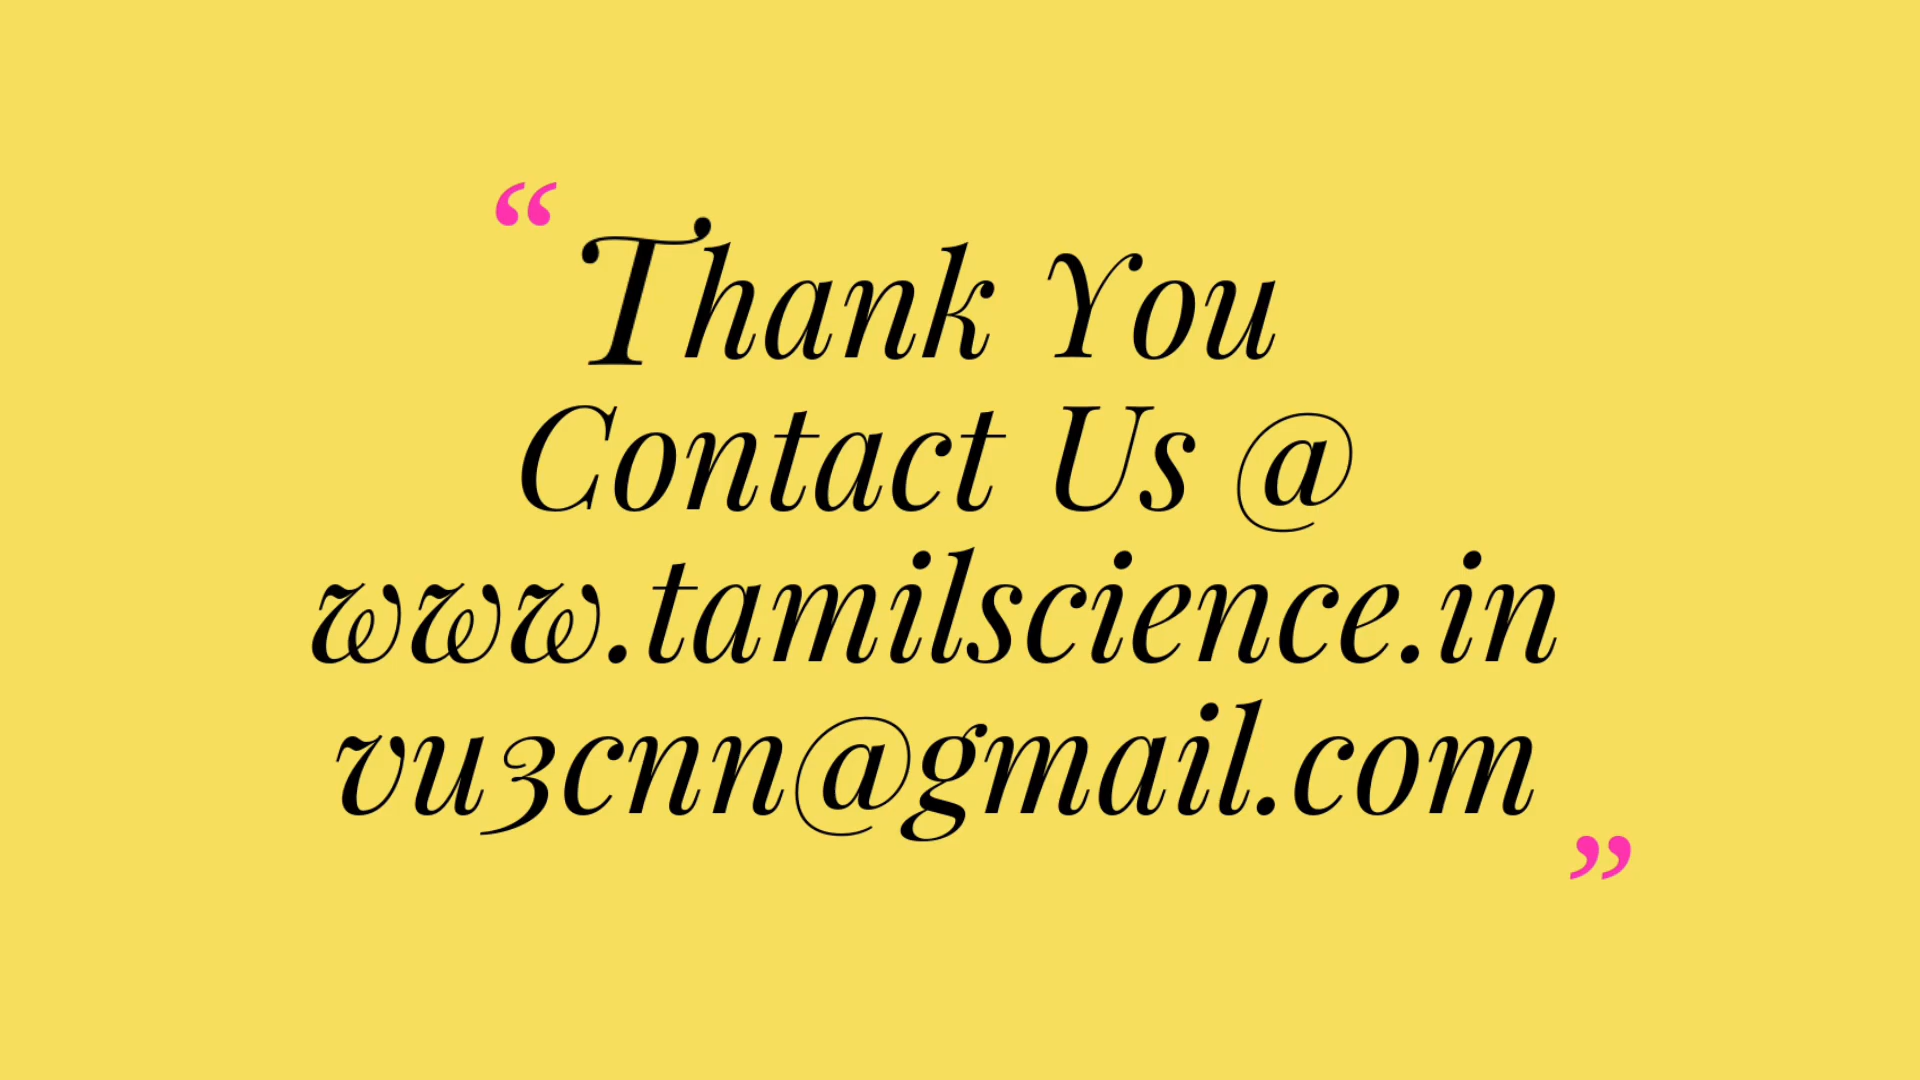 “Thank You
Contact Us @
www.tamilscience.in
vu3cnn@gmail.com”